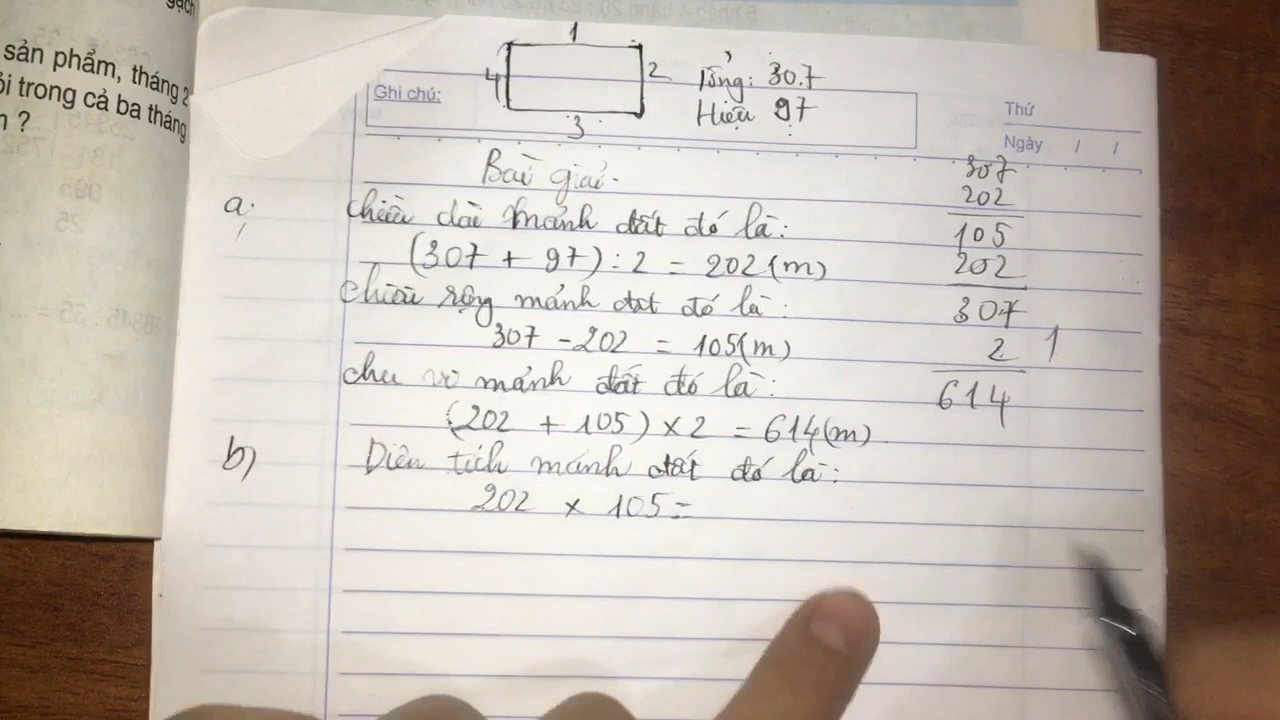 gạch
sản phẩm, tháng 2
ỏi trong cả ba tháng
n ?
1
4
2
3
Tổng: 307
Hiệu 97
Ghi chú:
Thứ
Ngày / /
Bài giải.
a.
Chiều dài mảnh đất đó là:
(307 + 97) : 2 = 202 (m)
Chiều rộng mảnh đất đó là:
307 - 202 = 105(m)
chu vi mảnh đất đó là:
(202 + 105) x 2 = 614(m)
b)
Diện tích mảnh đất đó là:
202 x 105 =
307
202
105
202
307
2 1
614